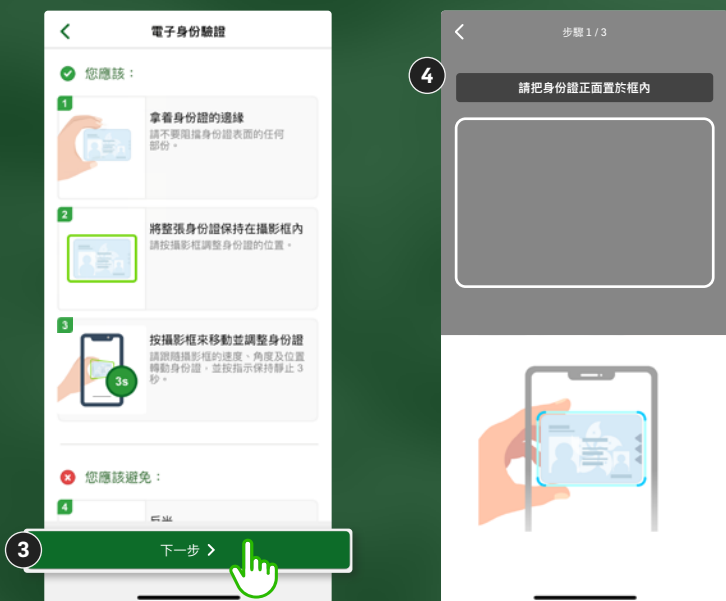 電子身份驗證
您應該：
1
拿着身份證的邊緣
請不要阻擋身份證表面的任何
部份。
2
將整張身份證保持在攝影框內
請按攝影框調整身份證的位置。
3
3s
按攝影框來移動並調整身份證
請跟隨攝影框的速度、角度及位置
轉動身份證，並按指示保持靜止 3
秒。
您應該避免：
4
反光
3
下一步
步驟 1 / 3
4
請把身份證正面置於框內